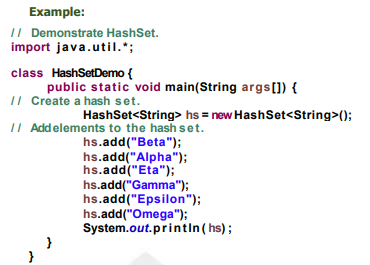 Example:
// Demonstrate HashSet.
import java.util.*;
class HashSetDemo {
public static void main(String args[]) {
// Create a hash set.
HashSet<String> hs = new HashSet<String>();
// Add elements to the hash set.
hs.add("Beta");
hs.add("Alpha");
hs.add("Eta");
hs.add("Gamma");
hs.add("Epsilon");
hs.add("Omega");
System.out.println(hs);
}
}